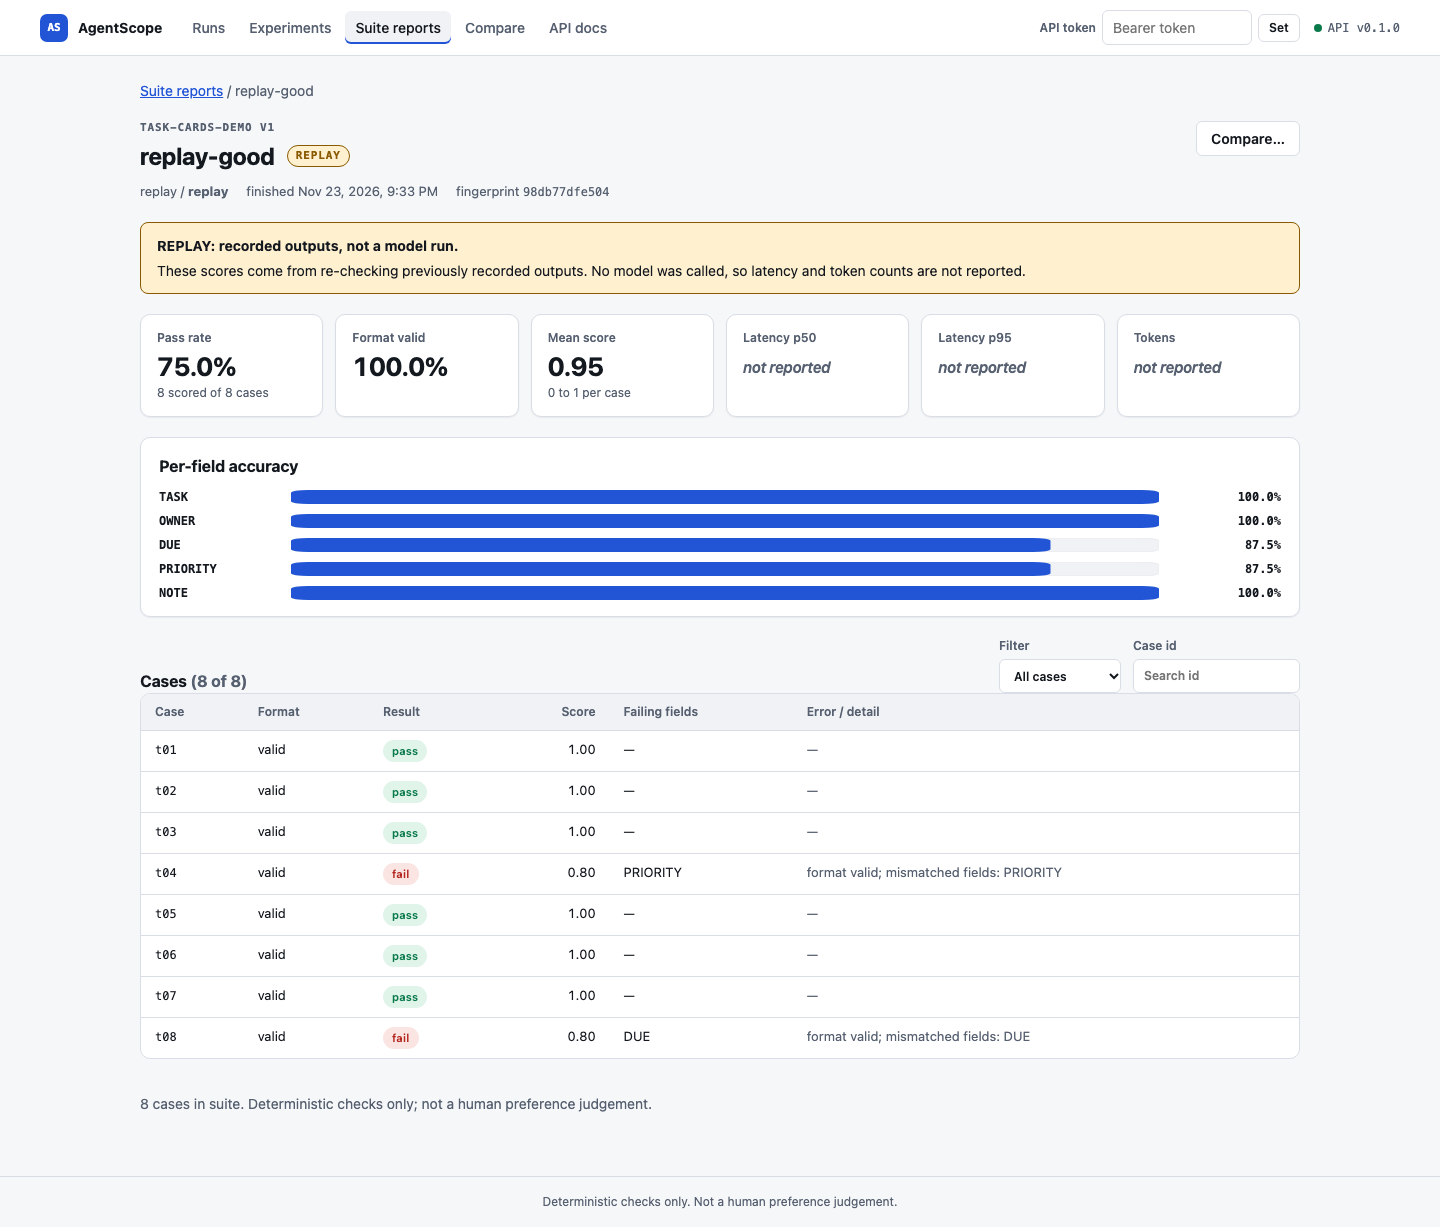 AS AgentScope Runs Experiments Suite reports Compare API docs API token Bearer token Set API v0.1.0
Suite reports / replay-good
TASK-CARDS-DEMO V1
replay-good REPLAY
Compare...
replay / replay finished Nov 23, 2026, 9:33 PM fingerprint 98db77dfe504
REPLAY: recorded outputs, not a model run.
These scores come from re-checking previously recorded outputs. No model was called, so latency and token counts are not reported.
Pass rate
75.0%
8 scored of 8 cases
Format valid
100.0%
Mean score
0.95
0 to 1 per case
Latency p50
not reported
Latency p95
not reported
Tokens
not reported
Per-field accuracy
TASK 100.0%
OWNER 100.0%
DUE 87.5%
PRIORITY 87.5%
NOTE 100.0%
Filter Case id
Cases (8 of 8) All cases Search id
Case Format Result Score Failing fields Error / detail
t01 valid pass 1.00 — —
t02 valid pass 1.00 — —
t03 valid pass 1.00 — —
t04 valid fail 0.80 PRIORITY format valid; mismatched fields: PRIORITY
t05 valid pass 1.00 — —
t06 valid pass 1.00 — —
t07 valid pass 1.00 — —
t08 valid fail 0.80 DUE format valid; mismatched fields: DUE
8 cases in suite. Deterministic checks only; not a human preference judgement.
Deterministic checks only. Not a human preference judgement.